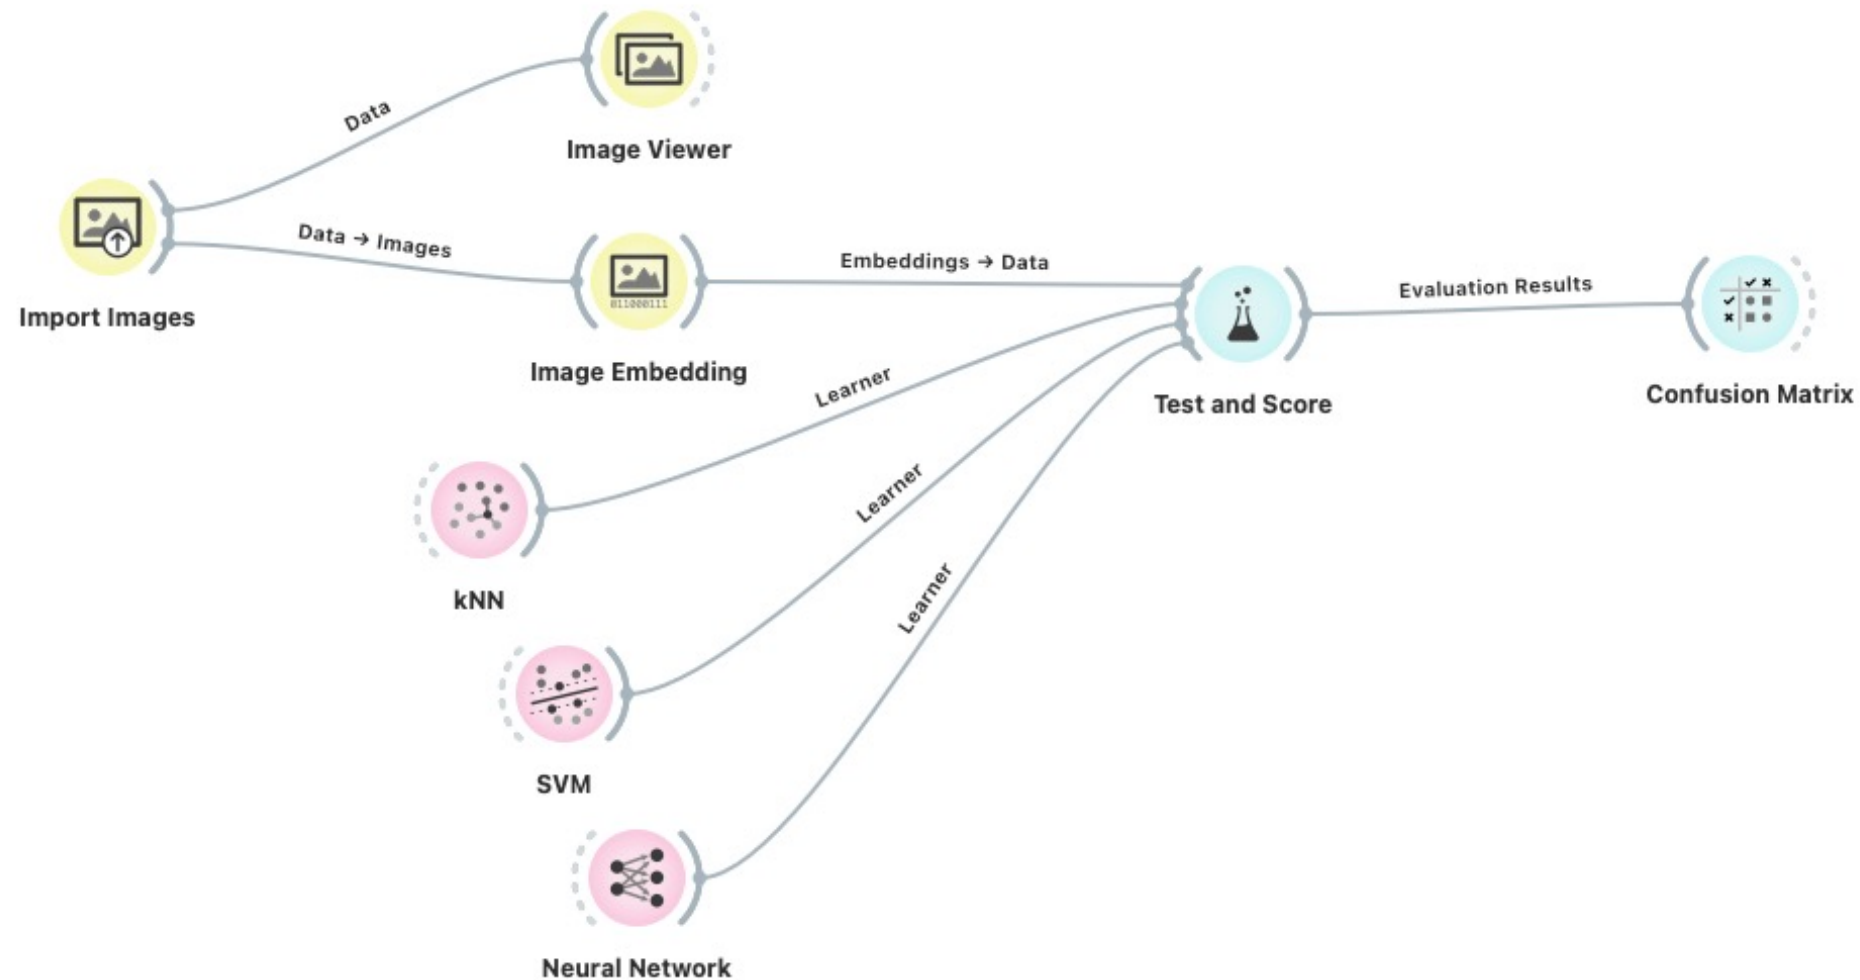 Data
Image Viewer
Import Images
Data → Images
011000111
Image Embedding
Embeddings → Data
Test and Score
Evaluation Results
Confusion Matrix
Learner
kNN
Learner
SVM
Learner
Neural Network